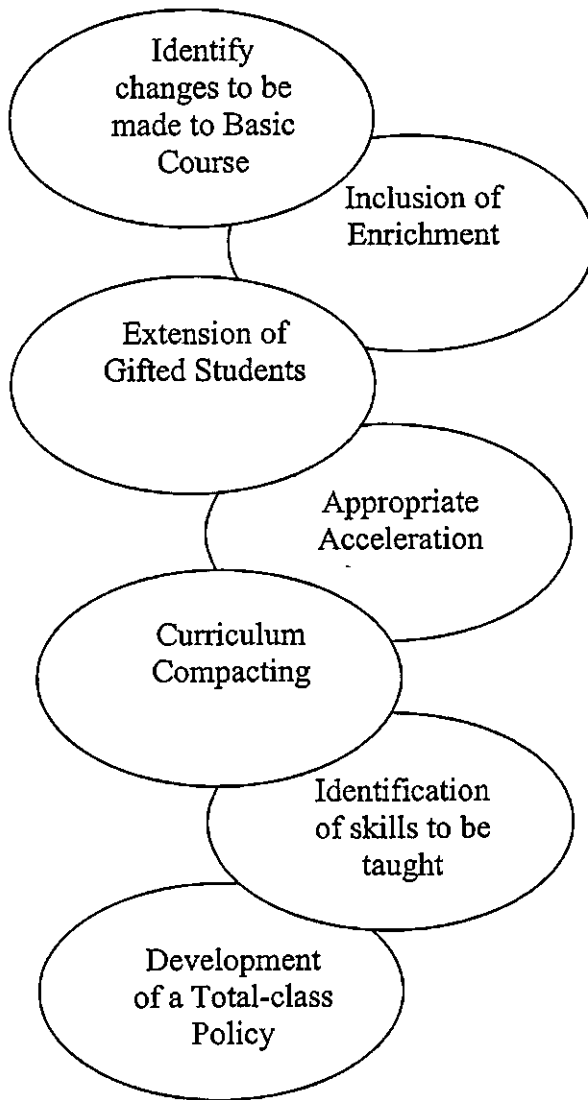 Identify
changes to be
made to Basic
Course
Inclusion of
Enrichment
Extension of
Gifted Students
Appropriate
Acceleration
Curriculum
Compacting
Identification
of skills to be
taught
Development
of a Total-class
Policy